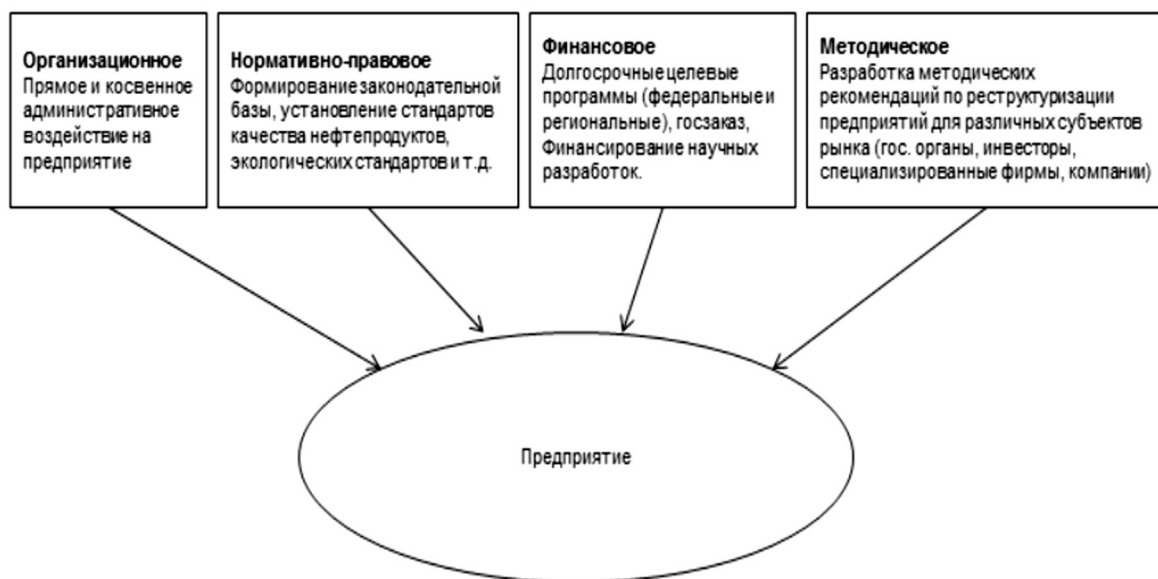 Организационное
Прямое и косвенное
административное
воздействие на
предприятие
Нормативно-правовое
Формирование законодательной
базы, установление стандартов
качества нефтепродуктов,
экологических стандартов и т.д.
Финансовое
Долгосрочные целевые
программы (федеральные и
региональные), госзаказ,
Финансирование научных
разработок.
Методическое
Разработка методических
рекомендаций по реструктуризации
предприятий для различных субъектов
рынка (гос. органы, инвесторы,
специализированные фирмы, компании)
Предприятие